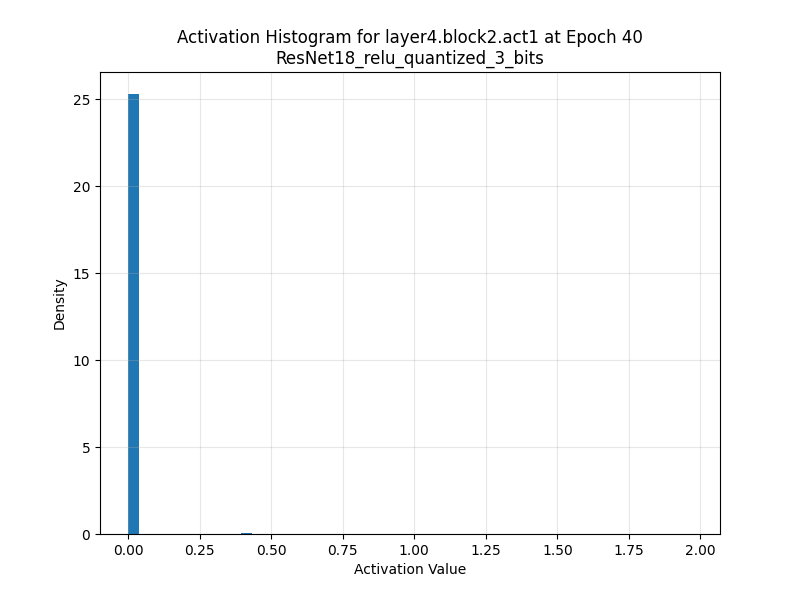 Activation Histogram for layer4.block2.act1 at Epoch 40
ResNet18_relu_quantized_3_bits
25
20
15
10
5
0
Density
0.00 0.25 0.50 0.75 1.00 1.25 1.50 1.75 2.00
Activation Value